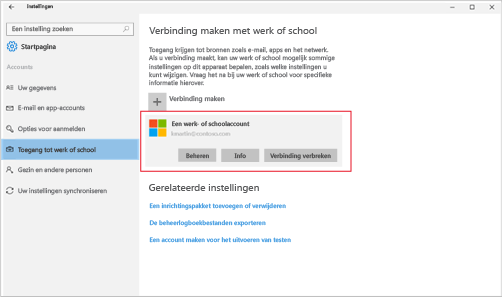 Instellingen
Een instelling zoeken
Startpagina
Accounts
Uw gegevens
E-mail en app-accounts
Opties voor aanmelden
Toegang tot werk of school
Gezin en andere personen
Uw instellingen synchroniseren
Verbinding maken met werk of school
Toegang krijgen tot bronnen zoals e-mail, apps en het netwerk.
Als u verbinding maakt, kan uw werk of school mogelijk sommige
instellingen op dit apparaat bepalen, zoals welke instellingen u
kunt wijzigen. Vraag het na bij uw werk of school voor specifieke
informatie hierover.
Verbinding maken
Een werk- of schoolaccount
Beheren
Info
Verbinding verbreken
Gerelateerde instellingen
Een inrichtingspakket toevoegen of verwijderen
De beheerlogboekbestanden exporteren
Een account maken voor het uitvoeren van testen